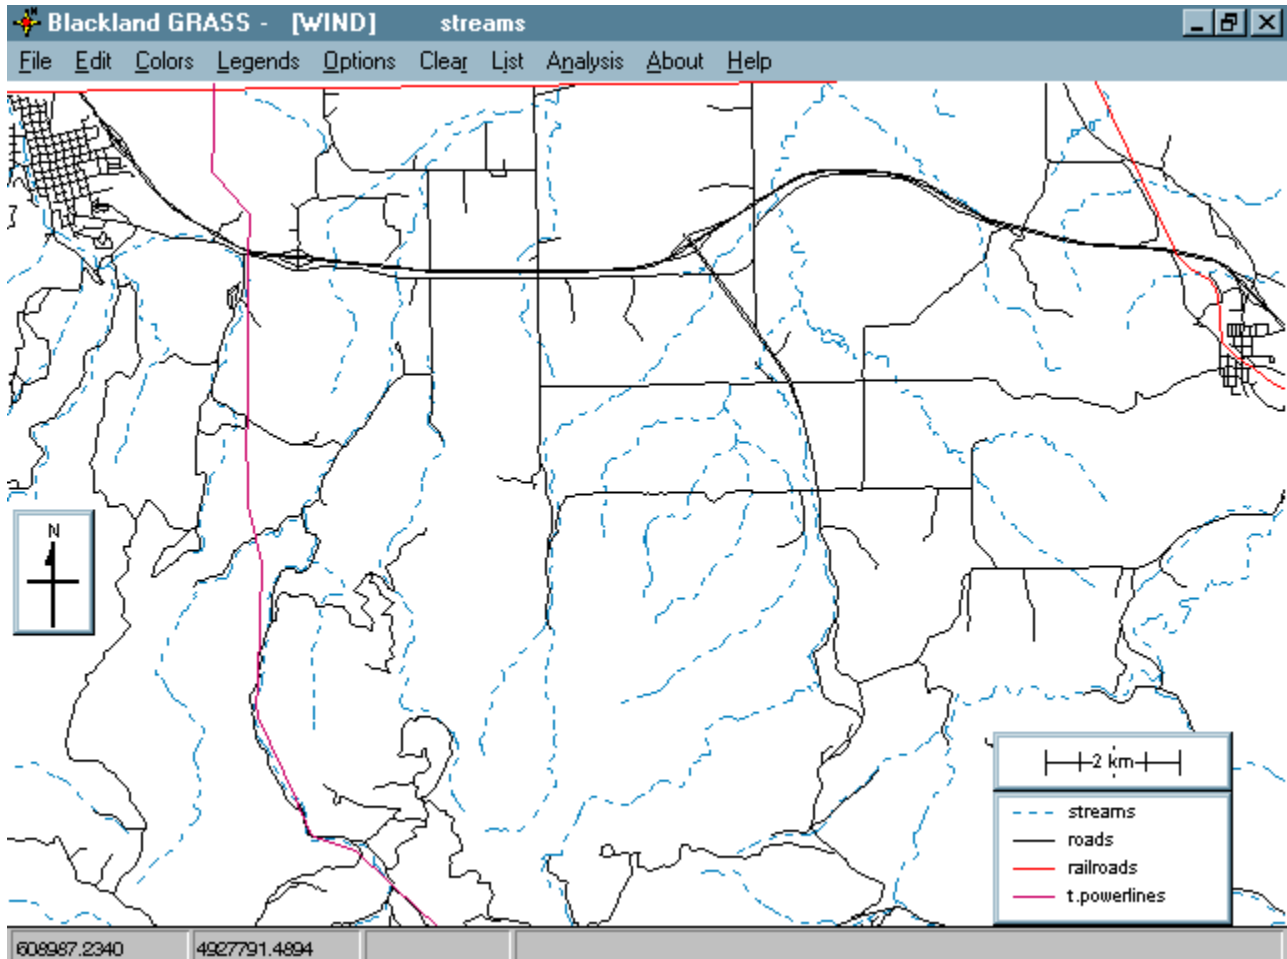 Blackland GRASS - [WIND] streams
File Edit Colors Legends Options Clear List Analysis About Help
N
2 km
streams
roads
railroads
t.powerlines
608987.2340 4927791.4894